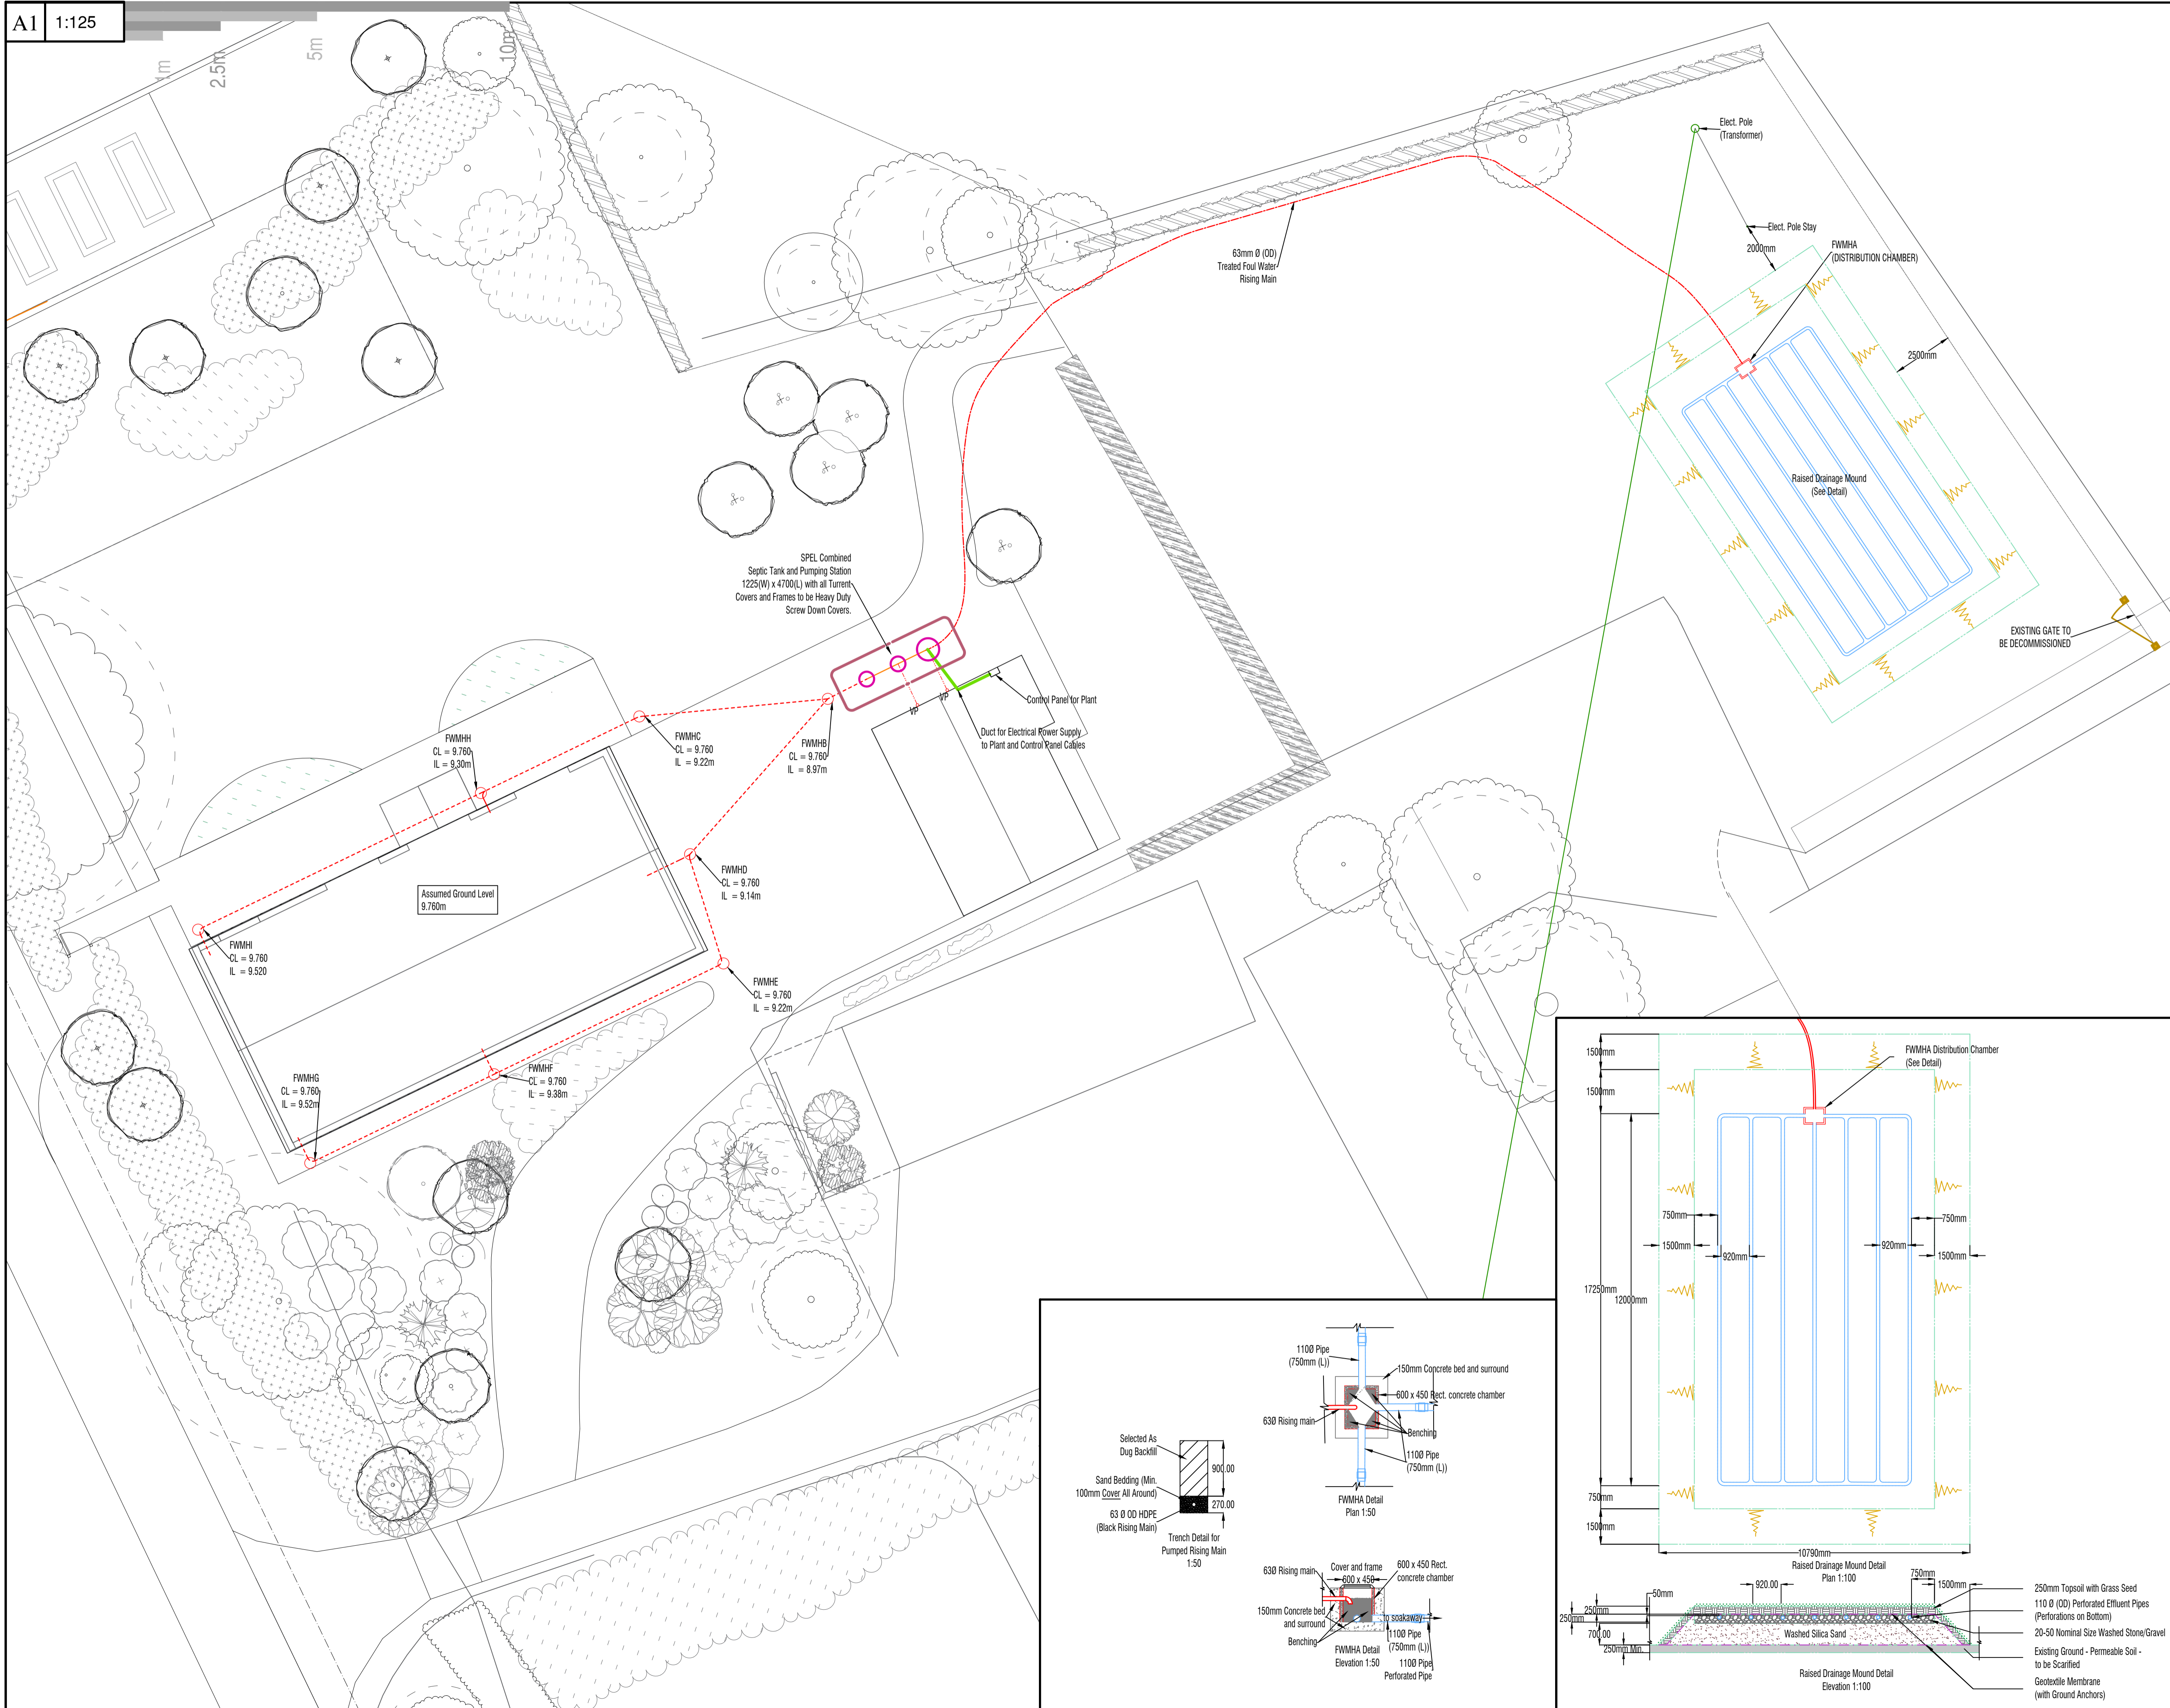 A1 1:125
1m
2.5m
5m
10m
Elect. Pole
(Transformer)
Elect. Pole Stay
2000mm
FWMHA
(DISTRIBUTION CHAMBER)
63mm Ø (OD)
Treated Foul Water
Rising Main
2500mm
Raised Drainage Mound
(See Detail)
EXISTING GATE TO
BE DECOMMISSIONED
SPEL Combined
Septic Tank and Pumping Station
1225(W) x 4700(L) with all Turrent
Covers and Frames to be Heavy Duty
Screw Down Covers.
Control Panel for Plant
VP
VP
Duct for Electrical Power Supply
to Plant and Control Panel Cables
FWMHH
CL = 9.760
IL = 9.30m
FWMHC
CL = 9.760
IL = 9.22m
FWMHB
CL = 9.760
IL = 8.97m
FWMHD
CL = 9.760
IL = 9.14m
Assumed Ground Level
9.760m
FWMHI
CL = 9.760
IL = 9.520
FWMHE
CL = 9.760
IL = 9.22m
FWMHF
CL = 9.760
IL = 9.38m
FWMHG
CL = 9.760
IL = 9.52m
Selected As
Dug Backfill
900.00
Sand Bedding (Min.
100mm Cover All Around)
270.00
63 Ø OD HDPE
(Black Rising Main)
Trench Detail for
Pumped Rising Main
1:50
110Ø Pipe
(750mm (L))
150mm Concrete bed and surround
600 x 450 Rect. concrete chamber
63Ø Rising main
Benching
110Ø Pipe
(750mm (L))
FWMHA Detail
Plan 1:50
63Ø Rising main
Cover and frame
600 x 450
600 x 450 Rect.
concrete chamber
150mm Concrete bed
and surround
to soakaway
Benching
110Ø Pipe
(750mm (L))
FWMHA Detail
Elevation 1:50
110Ø Pipe
Perforated Pipe
1500mm
1500mm
FWMHA Distribution Chamber
(See Detail)
750mm
750mm
1500mm
920mm
920mm
1500mm
17250mm
12000mm
750mm
1500mm
10790mm
Raised Drainage Mound Detail
Plan 1:100
920.00
750mm
1500mm
50mm
250mm
250mm
700.00
250mm Min.
Washed Silica Sand
250mm Topsoil with Grass Seed
110 Ø (OD) Perforated Effluent Pipes
(Perforations on Bottom)
20-50 Nominal Size Washed Stone/Gravel
Existing Ground - Permeable Soil -
to be Scarified
Geotextile Membrane
(with Ground Anchors)
Raised Drainage Mound Detail
Elevation 1:100